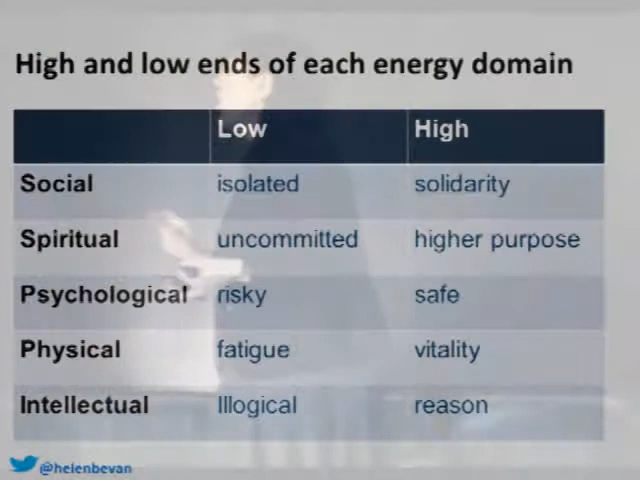 High and low ends of each energy domain
Low High
Social isolated solidarity
Spiritual uncommitted higher purpose
Psychological risky safe
Physical fatigue vitality
Intellectual Illogical reason
@helenbevan